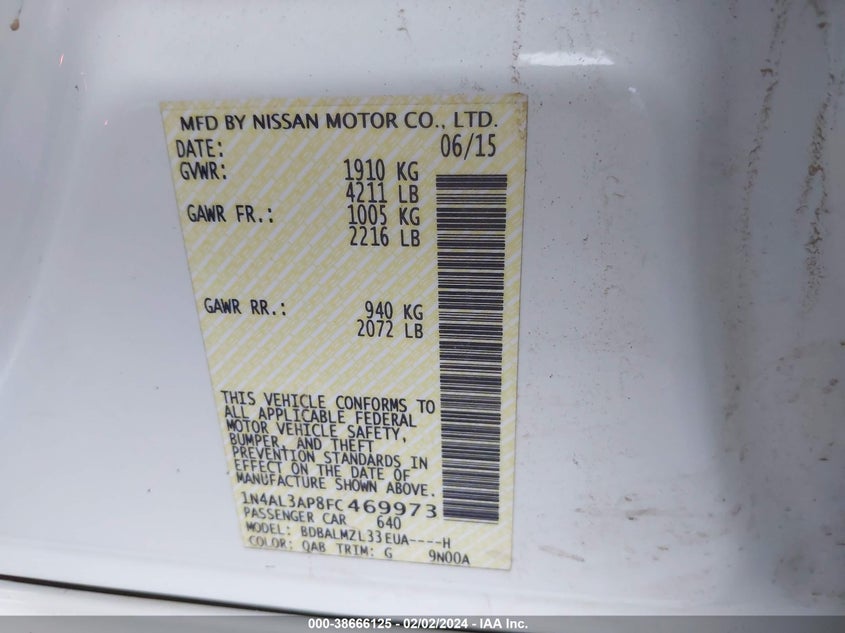 MFD BY NISSAN MOTOR CO., LTD.
DATE: 06/15
GVWR: 1910 KG
4211 LB
GAWR FR.: 1005 KG
2216 LB
GAWR RR.: 940 KG
2072 LB
THIS VEHICLE CONFORMS TO
ALL APPLICABLE FEDERAL
MOTOR VEHICLE SAFETY,
BUMPER, AND THEFT
PREVENTION STANDARDS IN
EFFECT ON THE DATE OF
MANUFACTURE SHOWN ABOVE.
1N4AL3AP8FC469973
PASSENGER CAR 640
MODEL: BDBALMZL33EUA----H
COLOR: QAB TRIM: G 9N00A
000-38666125 - 02/02/2024 - IAA Inc.